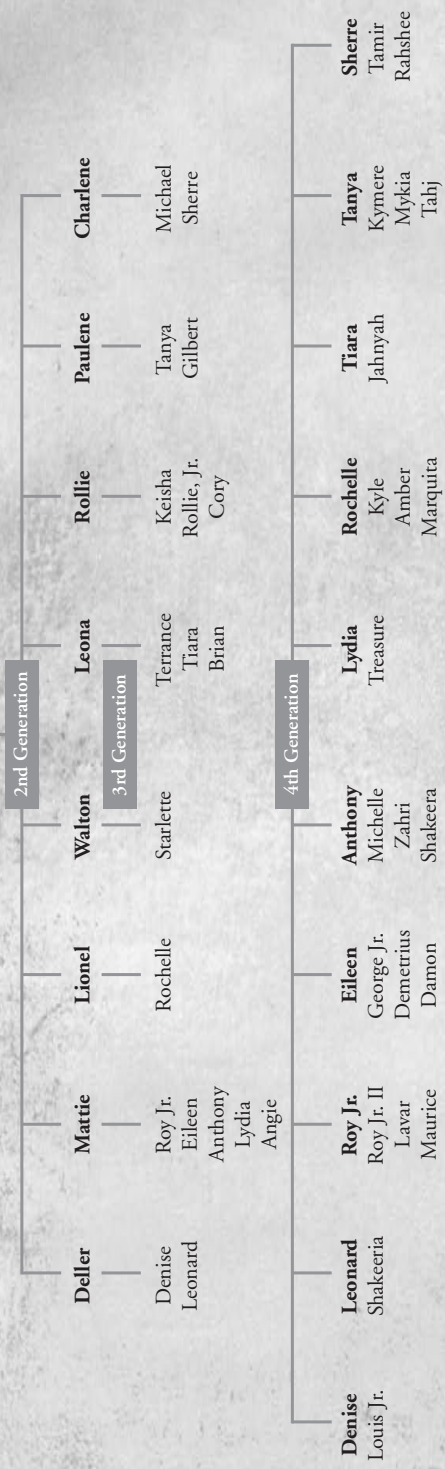 2nd Generation
Deller
Mattie
Lionel
Walton
Leona
Rollie
Paulene
Charlene
3rd Generation
Denise
Leonard
Roy Jr.
Eileen
Anthony
Lydia
Angie
Rochelle
Starlette
Terrance
Tiara
Brian
Keisha
Rollie, Jr.
Cory
Tanya
Gilbert
Michael
Sherre
4th Generation
Denise
Louis Jr.
Leonard
Shakeeria
Roy Jr.
Roy Jr. II
Lavar
Maurice
Eileen
George Jr.
Demetrius
Damon
Anthony
Michelle
Zahri
Shakeera
Lydia
Treasure
Rochelle
Kyle
Amber
Marquita
Tiara
Jahnyah
Tanya
Kymere
Mykia
Tahj
Sherre
Tamir
Rahshee